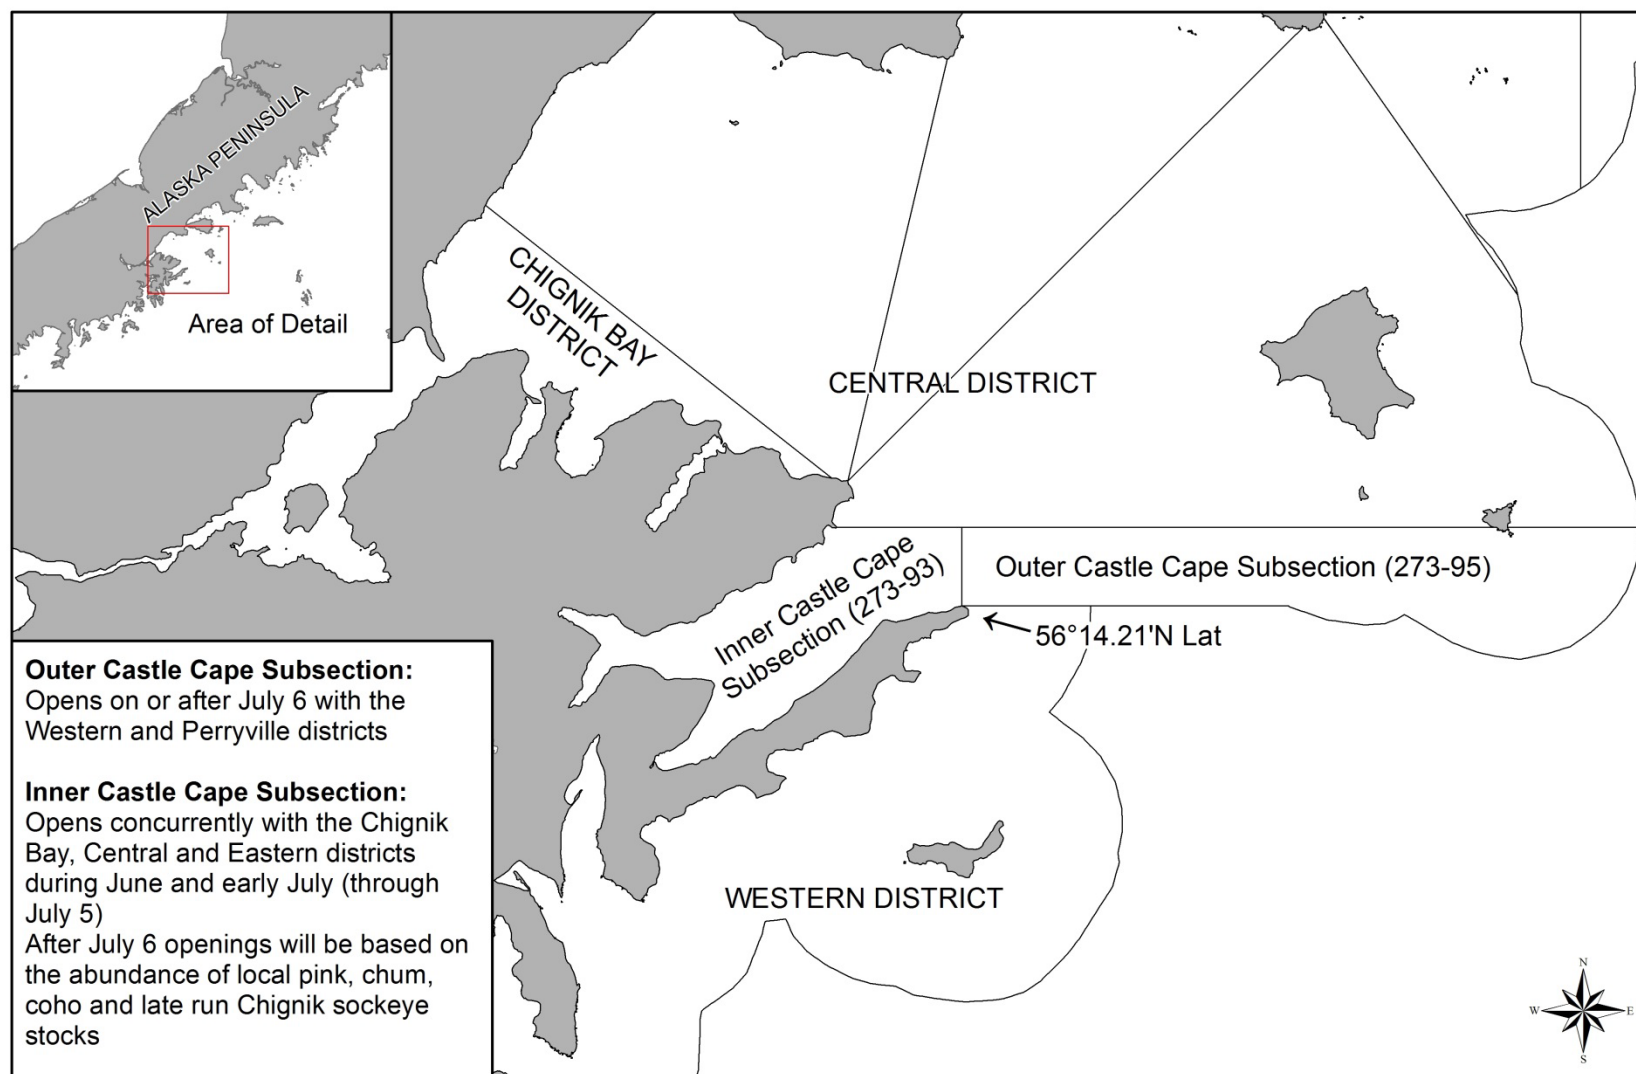 ALASKA PENINSULA
Area of Detail
CHIGNIK BAY
DISTRICT
CENTRAL DISTRICT
Inner Castle Cape
Subsection (273-93)
Outer Castle Cape Subsection (273-95)
56°14.21'N Lat
WESTERN DISTRICT
Outer Castle Cape Subsection:
Opens on or after July 6 with the
Western and Perryville districts
Inner Castle Cape Subsection:
Opens concurrently with the Chignik
Bay, Central and Eastern districts
during June and early July (through
July 5)
After July 6 openings will be based on
the abundance of local pink, chum,
coho and late run Chignik sockeye
stocks
N
W
E
S